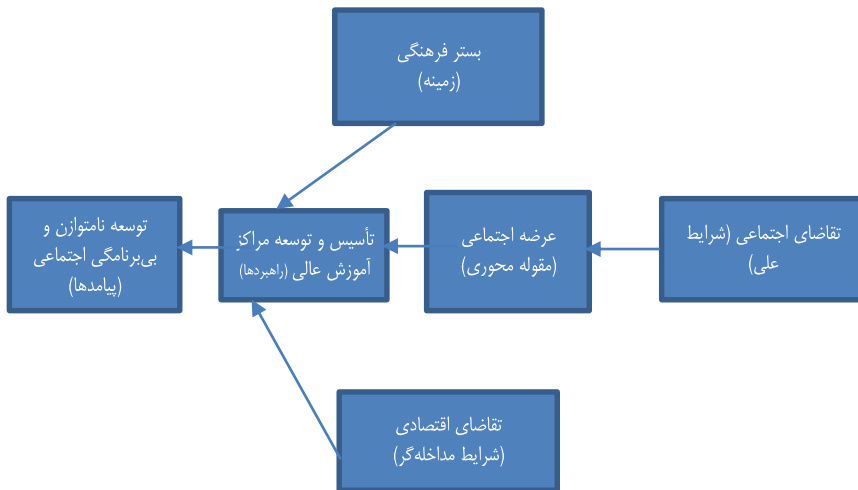 بستر فرهنگی
(زمینه)
تقاضای اجتماعی (شرایط
علی)
عرضه اجتماعی
(مقوله محوری)
تأسیس و توسعه مراکز
آموزش عالی (راهبردها)
توسعه نامتوازن و
بی‌برنامگی اجتماعی
(پیامدها)
تقاضای اقتصادی
(شرایط مداخله‌گر)